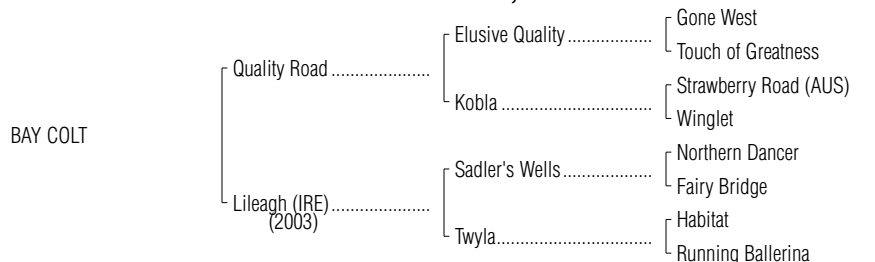 Gone West
Elusive Quality ..................
Touch of Greatness
Quality Road .....................
Strawberry Road (AUS)
Kobla ................................
Winglet
BAY COLT
Northern Dancer
Sadler's Wells...................
Fairy Bridge
Lileagh (IRE).....................
(2003)
Habitat
Twyla.................................
Running Ballerina